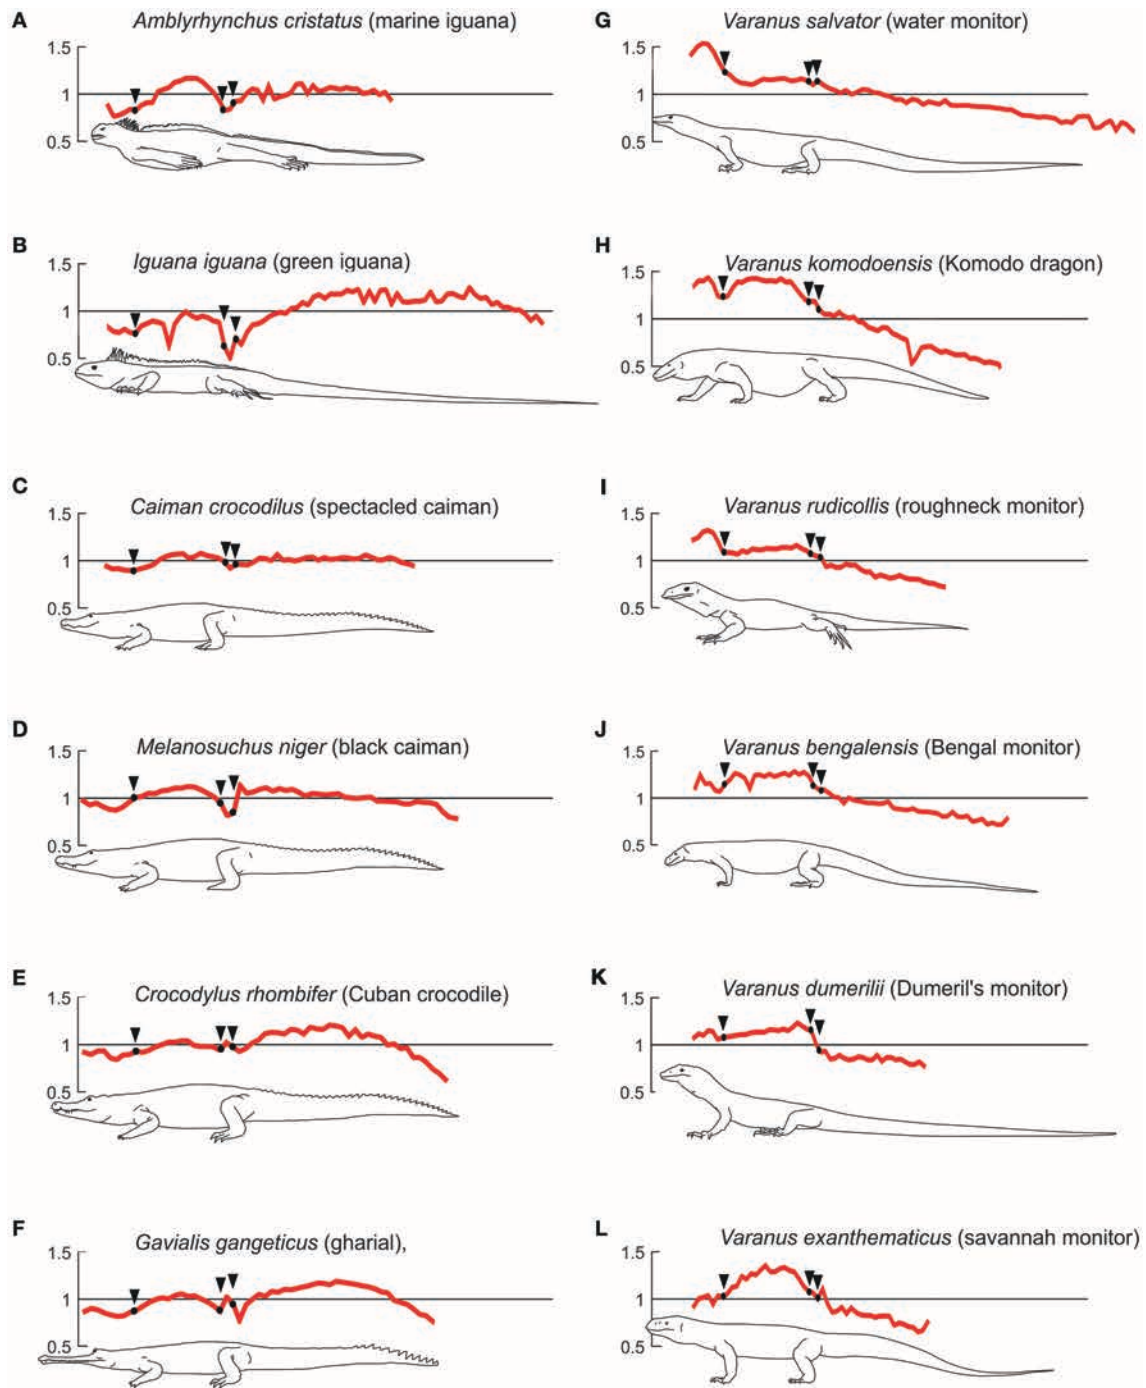 A
Amblyrhynchus cristatus (marine iguana)
1.5
1
0.5
B
Iguana iguana (green iguana)
1.5
1
0.5
C
Caiman crocodilus (spectacled caiman)
1.5
1
0.5
D
Melanosuchus niger (black caiman)
1.5
1
0.5
E
Crocodylus rhombifer (Cuban crocodile)
1.5
1
0.5
F
Gavialis gangeticus (gharial),
1.5
1
0.5
G
Varanus salvator (water monitor)
1.5
1
0.5
H
Varanus komodoensis (Komodo dragon)
1.5
1
0.5
I
Varanus rudicollis (roughneck monitor)
1.5
1
0.5
J
Varanus bengalensis (Bengal monitor)
1.5
1
0.5
K
Varanus dumerilii (Dumeril's monitor)
1.5
1
0.5
L
Varanus exanthematicus (savannah monitor)
1.5
1
0.5